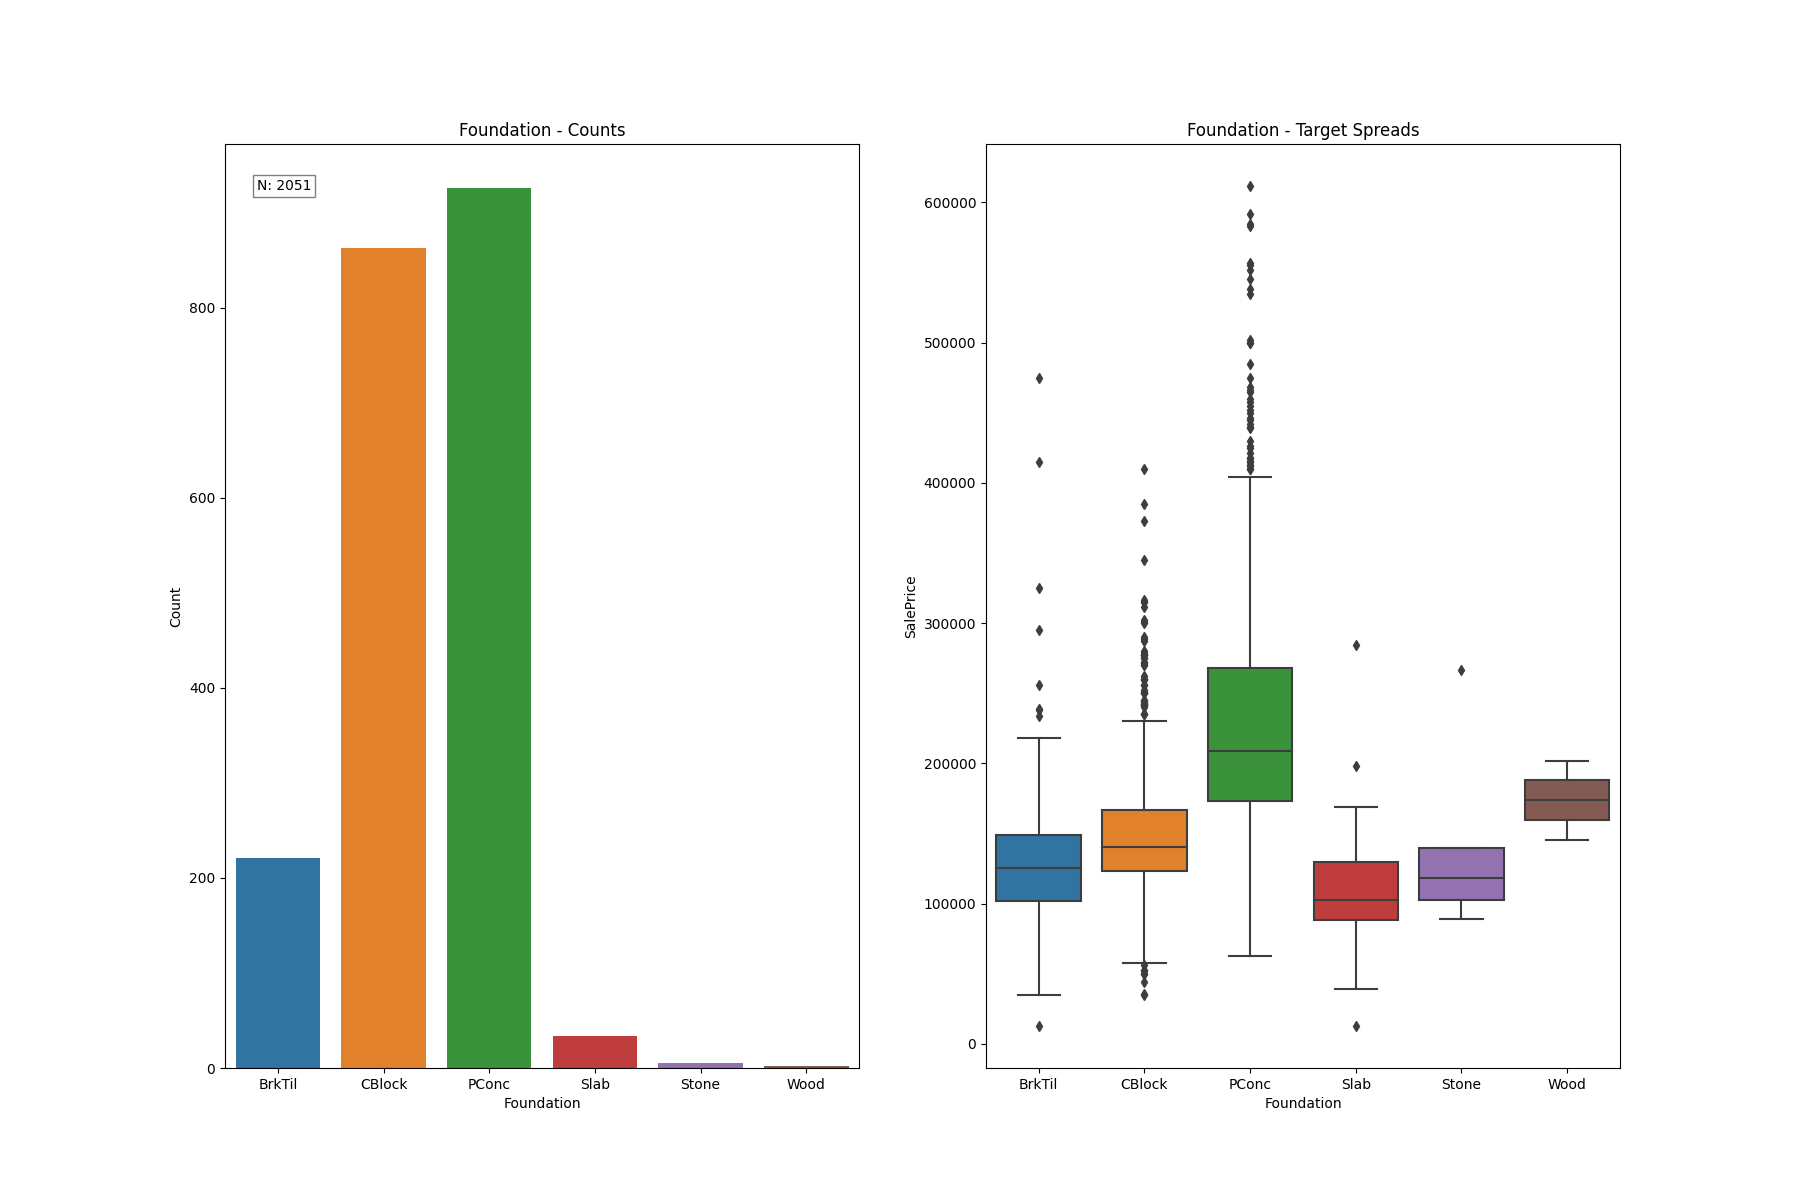 Foundation - Counts
N: 2051
800
600
400
200
0
Count
BrkTil CBlock PConc Slab Stone Wood
Foundation
Foundation - Target Spreads
600000
500000
400000
300000
200000
100000
0
SalePrice
BrkTil CBlock PConc Slab Stone Wood
Foundation